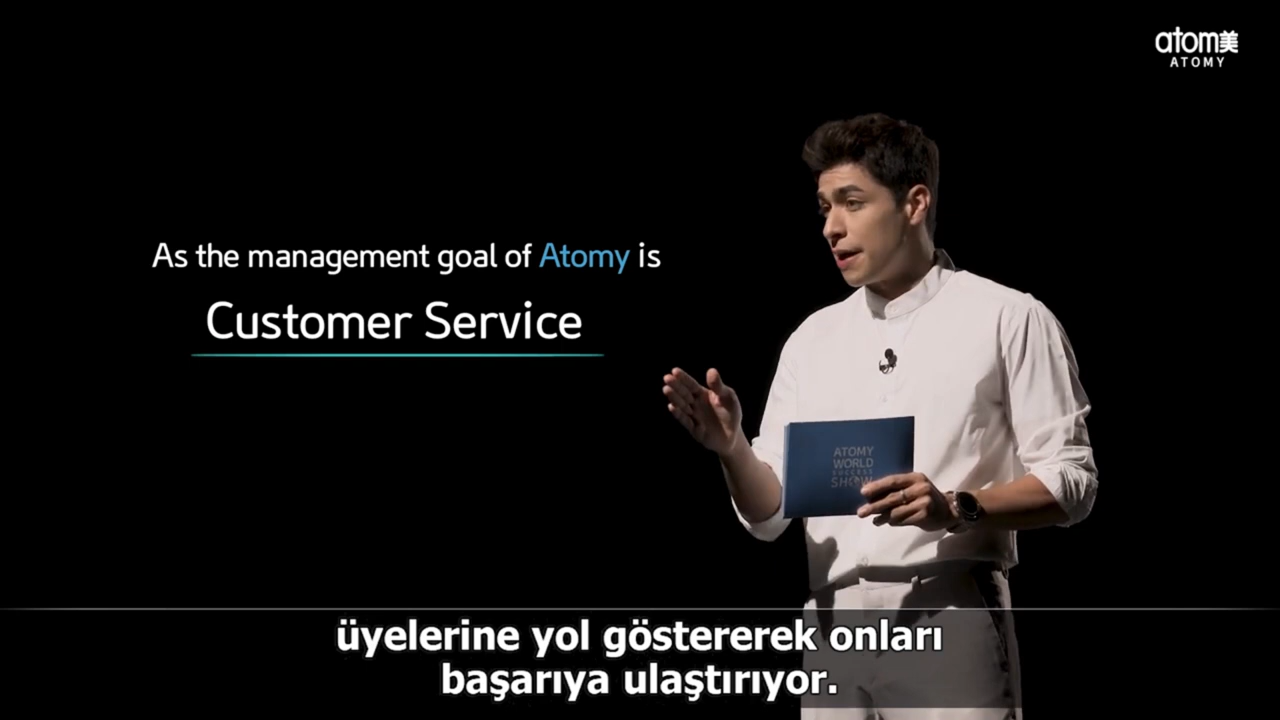 atom美
ATOMY
As the management goal of Atomy is
Customer Service
ATOMY
WORLD
SUCCESS
SHOW
üyelerine yol göstererek onları
başarıya ulaştırıyor.